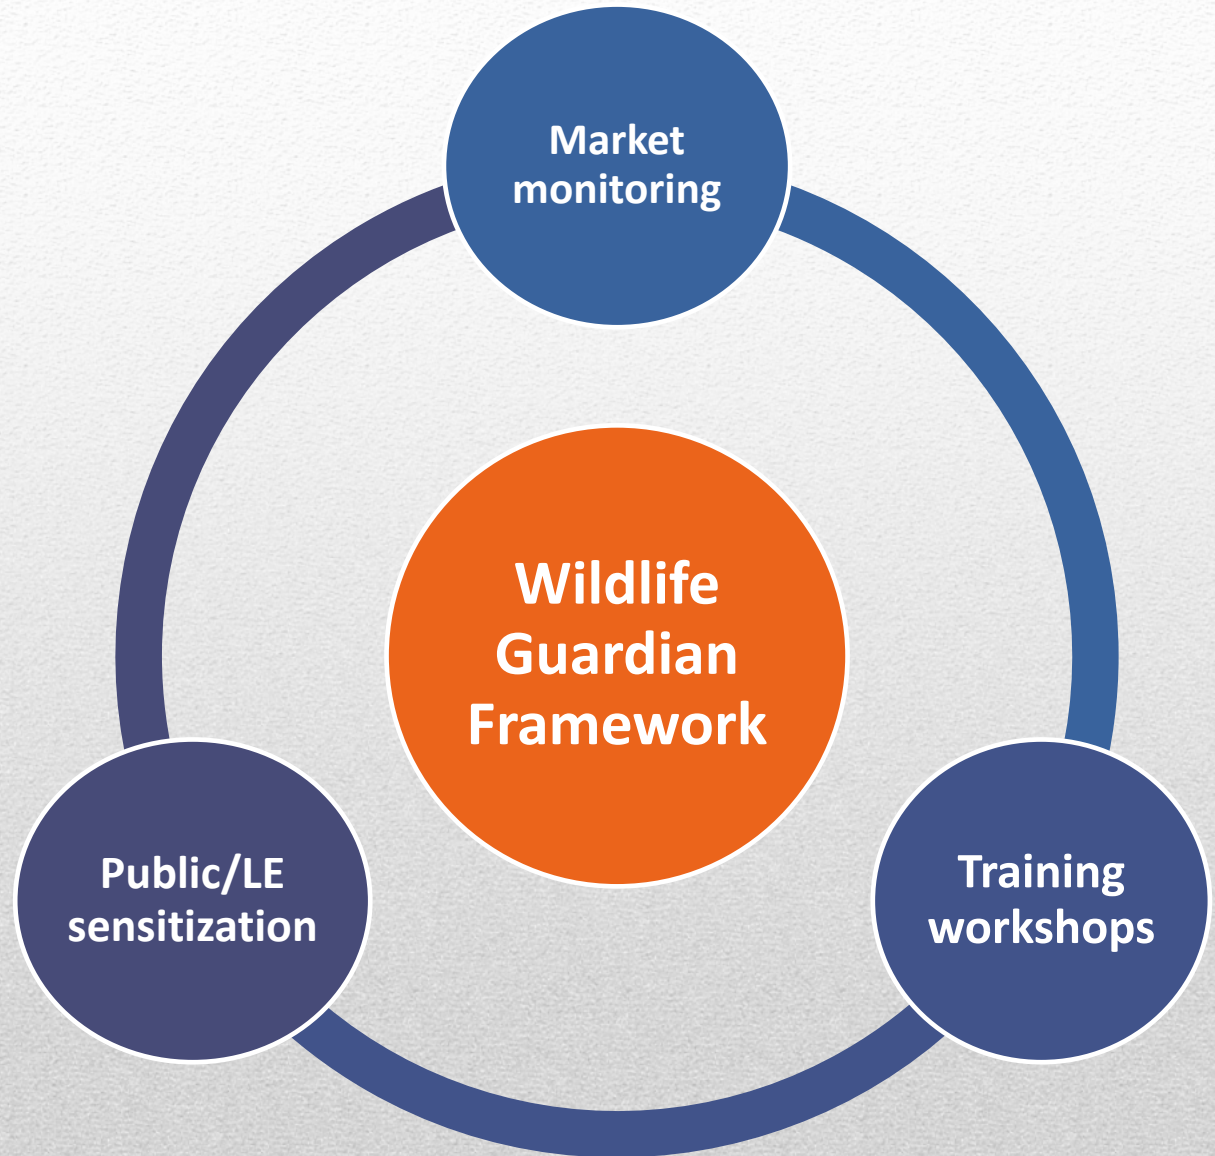 Market
monitoring
Wildlife
Guardian
Framework
Public/LE
sensitization
Training
workshops